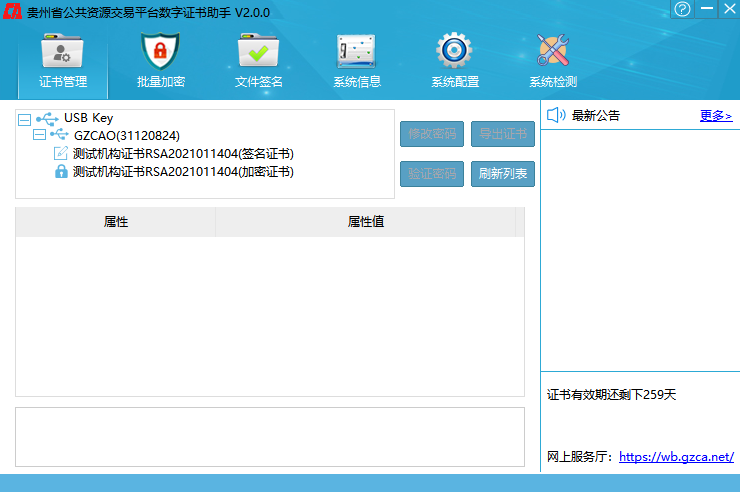 CA 贵州省公共资源交易平台数字证书助手 V2.0.0
证书管理 批量加密 文件签名 系统信息 系统配置 系统检测
USB Key
GZCAO(31120824)
测试机构证书RSA2021011404(签名证书)
测试机构证书RSA2021011404(加密证书)
修改密码 导出证书
验证密码 刷新列表
最新公告 更多>
属性 属性值
证书有效期还剩下259天
网上服务厅：https://wb.gzca.net/